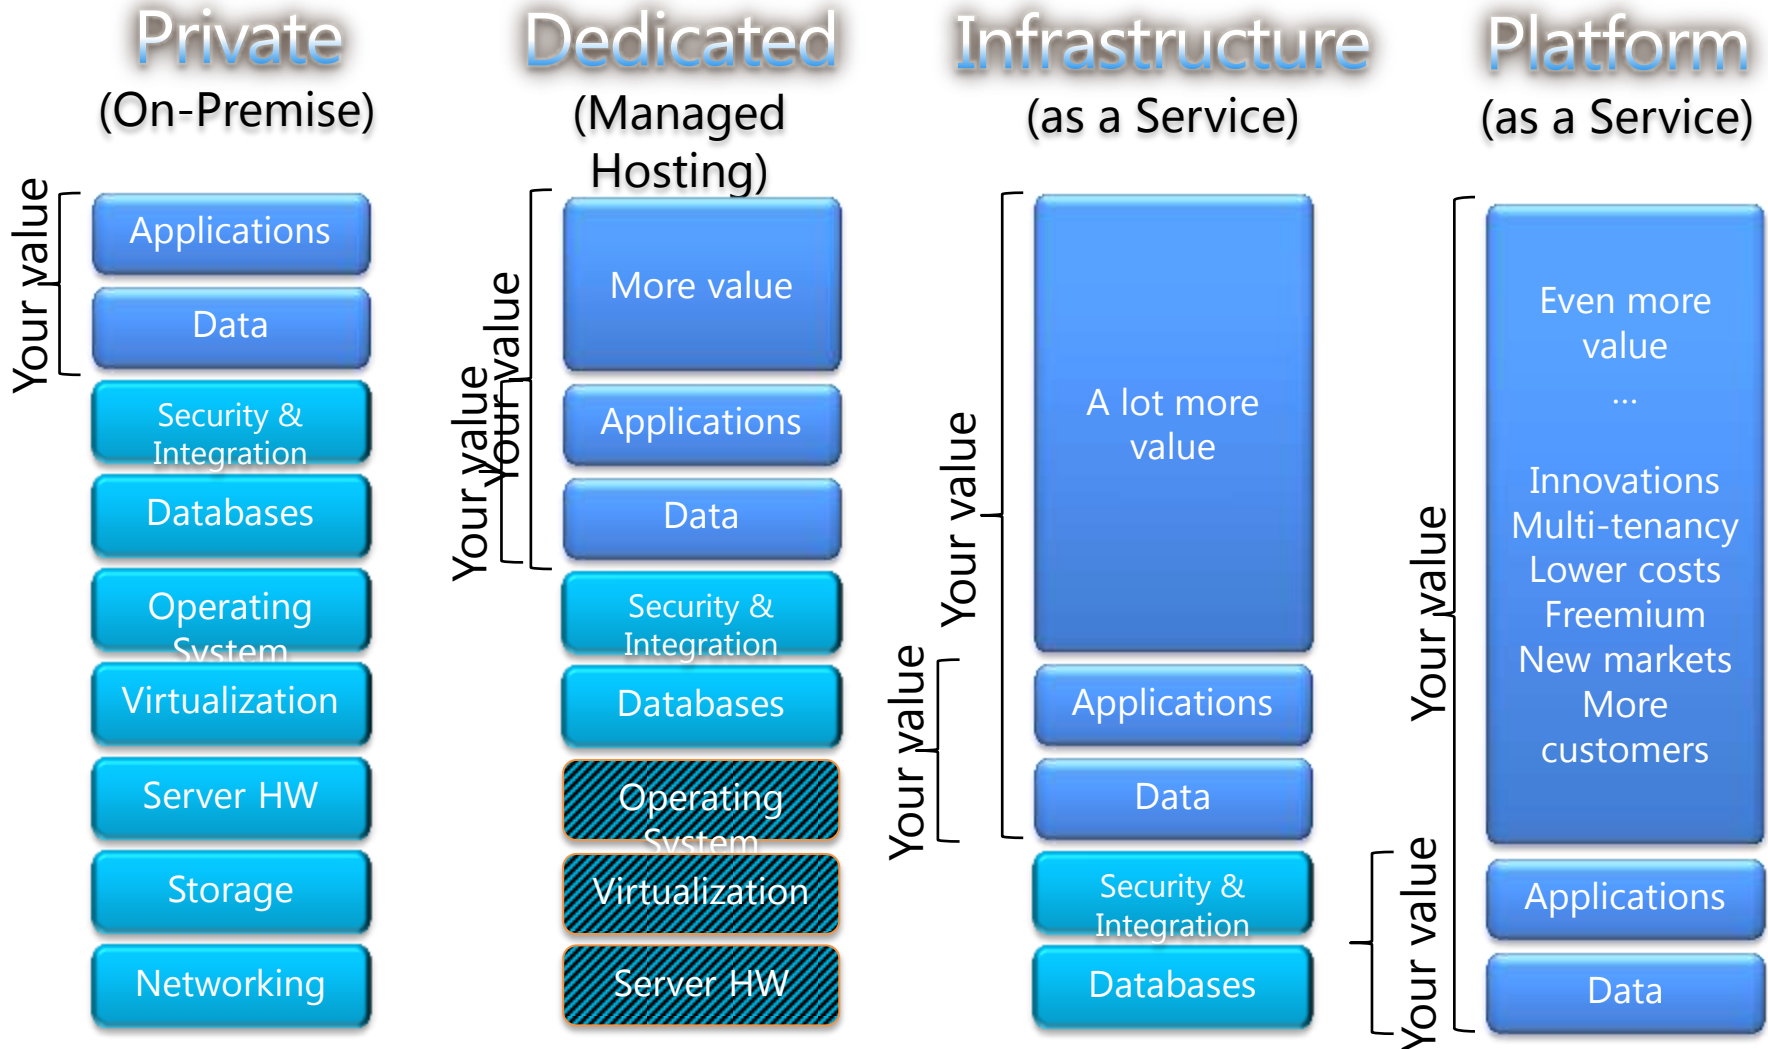 Private
(On-Premise)
Your value
Applications
Data
Security &
Integration
Databases
Operating
System
Virtualization
Server HW
Storage
Networking
Dedicated
(Managed
Hosting)
Your value
Your value
More value
Applications
Data
Security &
Integration
Databases
Operating
System
Virtualization
Server HW
Infrastructure
(as a Service)
Your value
Your value
A lot more
value
Applications
Data
Security &
Integration
Databases
Platform
(as a Service)
Your value
Your value
Even more
value
...
Innovations
Multi-tenancy
Lower costs
Freemium
New markets
More
customers
Applications
Data